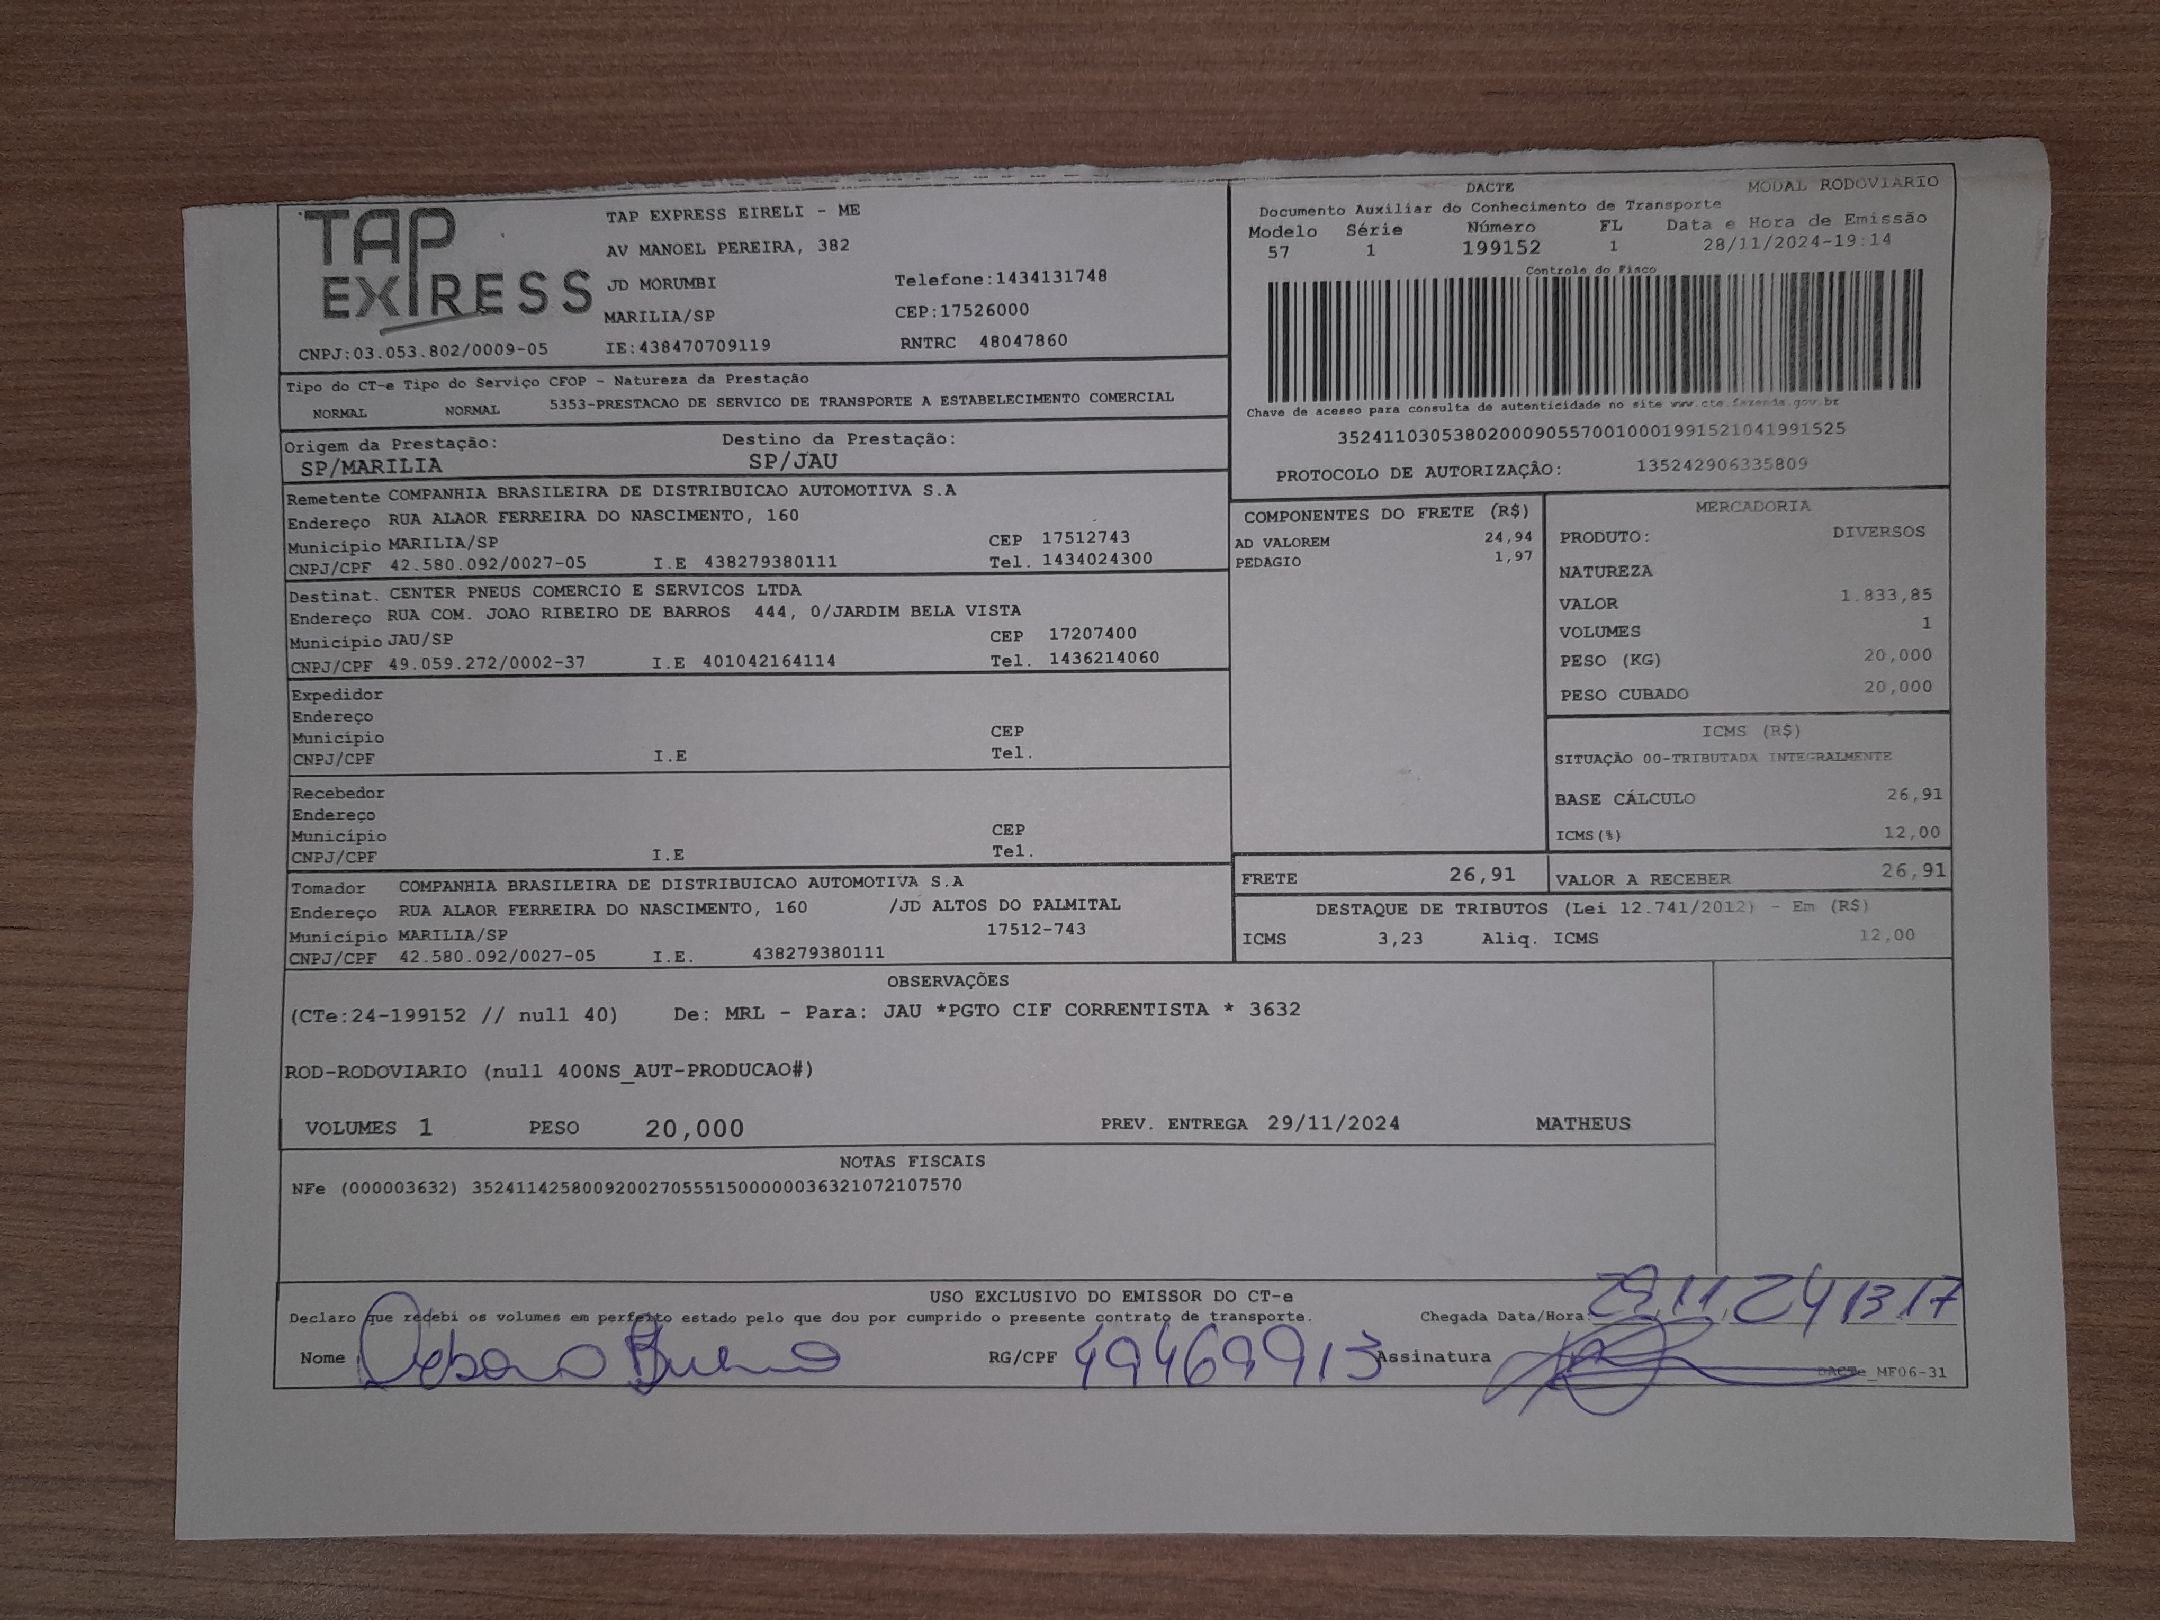 TAP
EXPRESS
TAP EXPRESS EIRELI - ME
AV MANOEL PEREIRA, 382
JD MORUMBI Telefone:1434131748
MARILIA/SP CEP:17526000
CNPJ:03.053.802/0009-05 IE:438470709119 RNTRC 48047860
DACTE MODAL RODOVIÁRIO
Documento Auxiliar do Conhecimento de Transporte
Modelo Série Número FL Data e Hora de Emissão
57 1 199152 1 28/11/2024-19:14
Controle do Fisco
Chave de acesso para consulta de autenticidade no site www.cte.fazenda.gov.br
35241103053802000905570010001991521041991525
PROTOCOLO DE AUTORIZAÇÃO: 135242906335809
Tipo do CT-e Tipo do Serviço CFOP - Natureza da Prestação
NORMAL NORMAL 5353-PRESTACAO DE SERVICO DE TRANSPORTE A ESTABELECIMENTO COMERCIAL
Origem da Prestação: Destino da Prestação:
SP/MARILIA SP/JAU
Remetente COMPANHIA BRASILEIRA DE DISTRIBUICAO AUTOMOTIVA S.A
Endereço RUA ALAOR FERREIRA DO NASCIMENTO, 160
Município MARILIA/SP CEP 17512743
CNPJ/CPF 42.580.092/0027-05 I.E 438279380111 Tel. 1434024300
Destinat. CENTER PNEUS COMERCIO E SERVICOS LTDA
Endereço RUA COM. JOAO RIBEIRO DE BARROS 444, 0/JARDIM BELA VISTA
Município JAU/SP CEP 17207400
CNPJ/CPF 49.059.272/0002-37 I.E 401042164114 Tel. 1436214060
Expedidor
Endereço
Município CEP
CNPJ/CPF I.E Tel.
Recebedor
Endereço
Município CEP
CNPJ/CPF I.E Tel.
Tomador COMPANHIA BRASILEIRA DE DISTRIBUICAO AUTOMOTIVA S.A
Endereço RUA ALAOR FERREIRA DO NASCIMENTO, 160 /JD ALTOS DO PALMITAL
Município MARILIA/SP 17512-743
CNPJ/CPF 42.580.092/0027-05 I.E. 438279380111
COMPONENTES DO FRETE (R$)
AD VALOREM 24,94
PEDAGIO 1,97
MERCADORIA
PRODUTO: DIVERSOS
NATUREZA
VALOR 1.833,85
VOLUMES 1
PESO (KG) 20,000
PESO CUBADO 20,000
ICMS (R$)
SITUAÇÃO 00-TRIBUTADA INTEGRALMENTE
BASE CÁLCULO 26,91
ICMS(%) 12,00
FRETE 26,91 VALOR A RECEBER 26,91
DESTAQUE DE TRIBUTOS (Lei 12.741/2012) - Em (R$)
ICMS 3,23 Aliq. ICMS 12,00
OBSERVAÇÕES
(CTe:24-199152 // null 40) De: MRL - Para: JAU *PGTO CIF CORRENTISTA * 3632
ROD-RODOVIARIO (null 400NS_AUT-PRODUCAO#)
VOLUMES 1 PESO 20,000 PREV. ENTREGA 29/11/2024 MATHEUS
NOTAS FISCAIS
NFe (000003632) 35241142580092002705551500000036321072107570
USO EXCLUSIVO DO EMISSOR DO CT-e
Declaro que recebi os volumes em perfeito estado pelo que dou por cumprido o presente contrato de transporte. Chegada Data/Hora 29.11.24 13.17
Nome Debora Bueno RG/CPF 49469913 Assinatura
DACTe_MF06-31